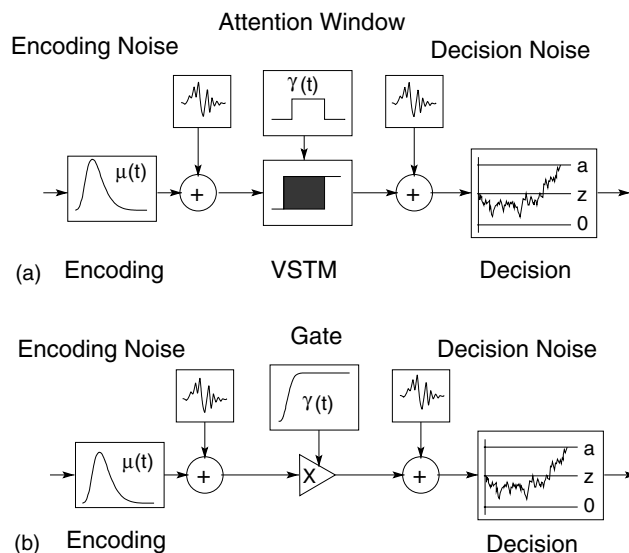 Attention Window
Encoding Noise
Decision Noise
γ(t)
μ(t)
+
+
a
z
0
(a)
Encoding
VSTM
Decision
Gate
Encoding Noise
Decision Noise
γ(t)
μ(t)
+
X
+
a
z
0
(b)
Encoding
Decision